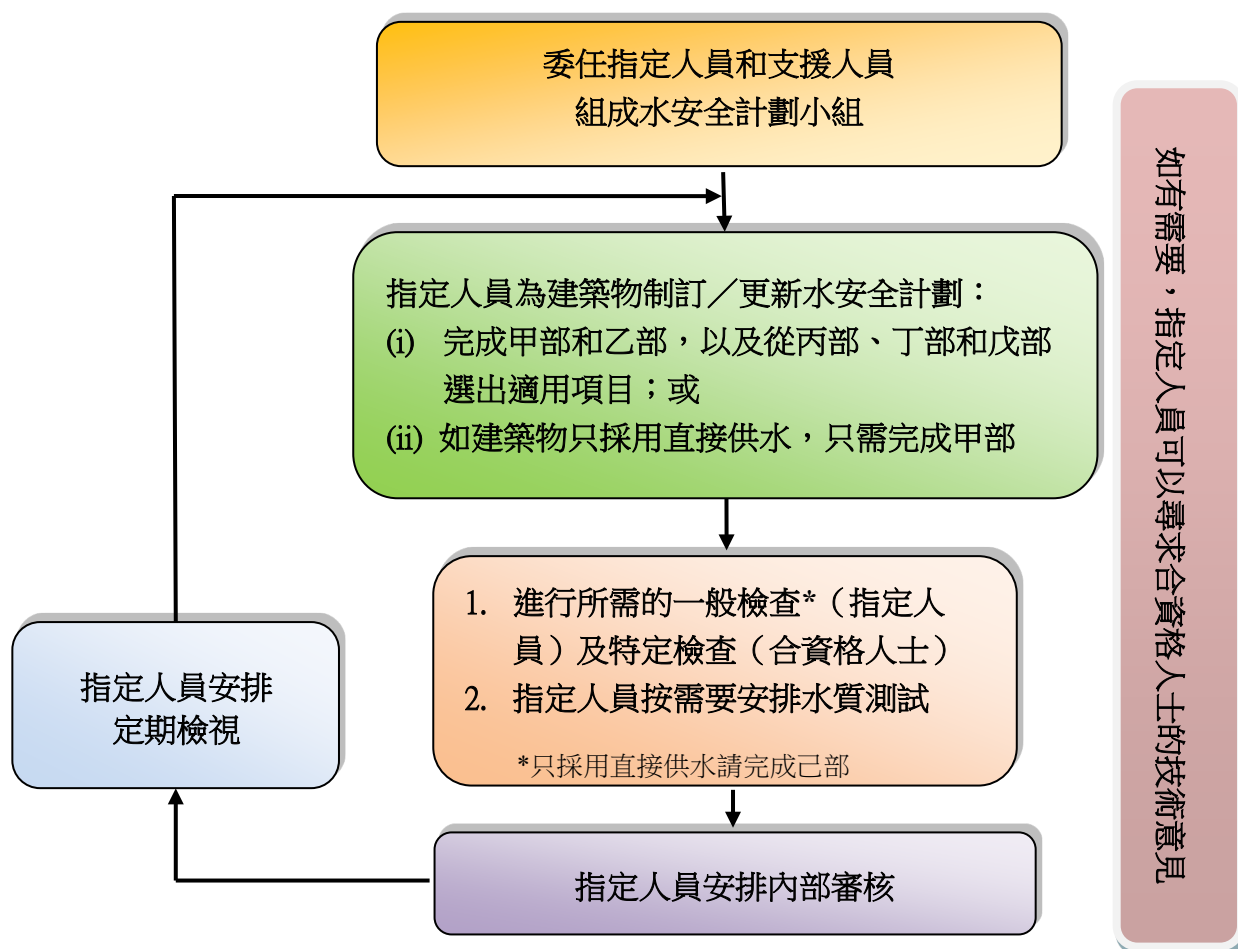 委任指定人員和支援人員
組成水安全計劃小組
指定人員為建築物制訂／更新水安全計劃：
(i) 完成甲部和乙部，以及從丙部、丁部和戊部
選出適用項目；或
(ii) 如建築物只採用直接供水，只需完成甲部
1. 進行所需的一般檢查*（指定人
員）及特定檢查（合資格人士）
2. 指定人員按需要安排水質測試
*只採用直接供水請完成己部
指定人員安排
定期檢視
指定人員安排內部審核
如有需要，指定人員可以尋求合資格人士的技術意見